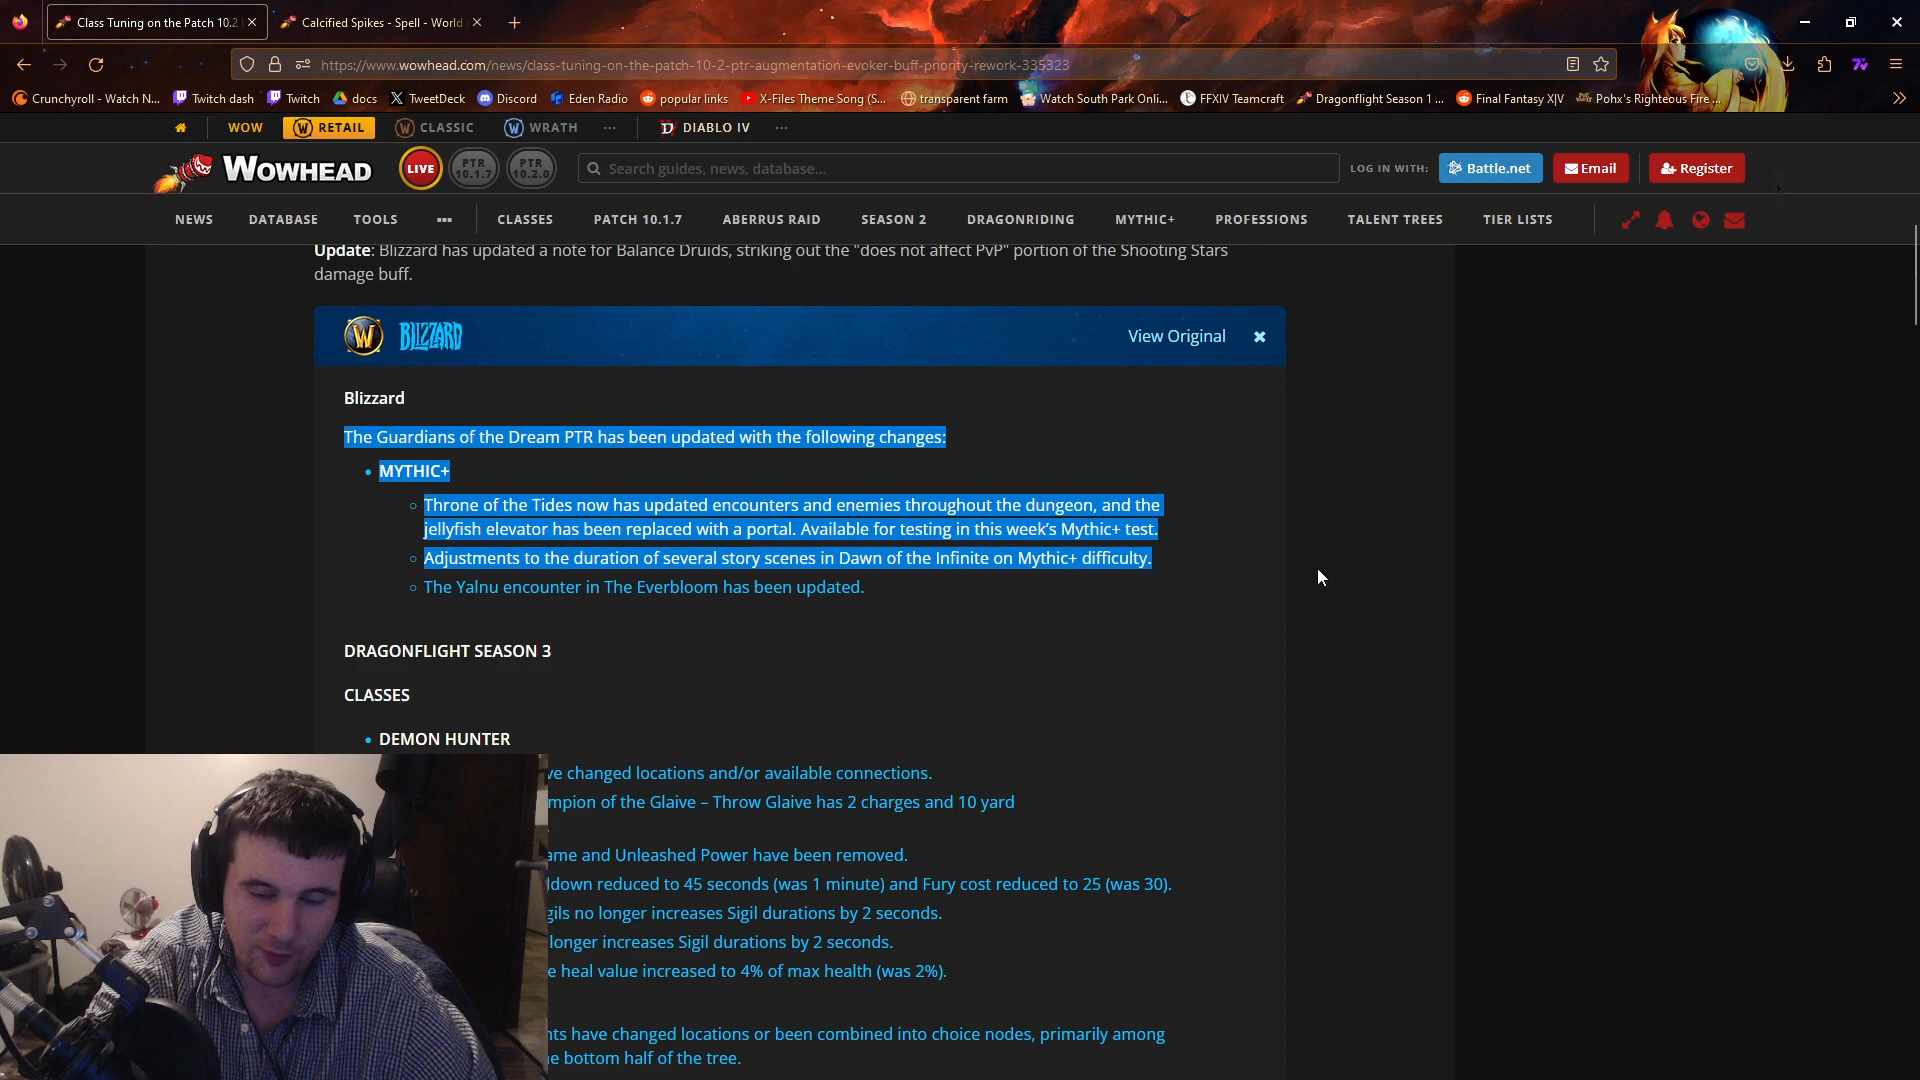 Class Tuning on the Patch 10.2
Calcified Spikes - Spell - World
https://www.wowhead.com/news/class-tuning-on-the-patch-10-2-ptr-augmentation-evoker-buff-priority-rework-335323
Crunchyroll - Watch N... Twitch dash Twitch docs TweetDeck Discord Eden Radio popular links X-Files Theme Song (S... transparent farm Watch South Park Onli... FFXIV Teamcraft Dragonflight Season 1 ... Final Fantasy X|V Pohx's Righteous Fire ...
WOW RETAIL CLASSIC WRATH ... DIABLO IV ...
WOWHEAD LIVE PTR 10.1.7 PTR 10.2.0 Search guides, news, database... LOG IN WITH: Battle.net Email Register
NEWS DATABASE TOOLS ... CLASSES PATCH 10.1.7 ABERRUS RAID SEASON 2 DRAGONRIDING MYTHIC+ PROFESSIONS TALENT TREES TIER LISTS
Update: Blizzard has updated a note for Balance Druids, striking out the "does not affect PvP" portion of the Shooting Stars
damage buff.
BLIZZARD View Original
Blizzard
The Guardians of the Dream PTR has been updated with the following changes:
MYTHIC+
Throne of the Tides now has updated encounters and enemies throughout the dungeon, and the
jellyfish elevator has been replaced with a portal. Available for testing in this week's Mythic+ test.
Adjustments to the duration of several story scenes in Dawn of the Infinite on Mythic+ difficulty.
The Yalnu encounter in The Everbloom has been updated.
DRAGONFLIGHT SEASON 3
CLASSES
DEMON HUNTER
ve changed locations and/or available connections.
mpion of the Glaive – Throw Glaive has 2 charges and 10 yard
ame and Unleashed Power have been removed.
ldown reduced to 45 seconds (was 1 minute) and Fury cost reduced to 25 (was 30).
gils no longer increases Sigil durations by 2 seconds.
longer increases Sigil durations by 2 seconds.
e heal value increased to 4% of max health (was 2%).
nts have changed locations or been combined into choice nodes, primarily among
e bottom half of the tree.